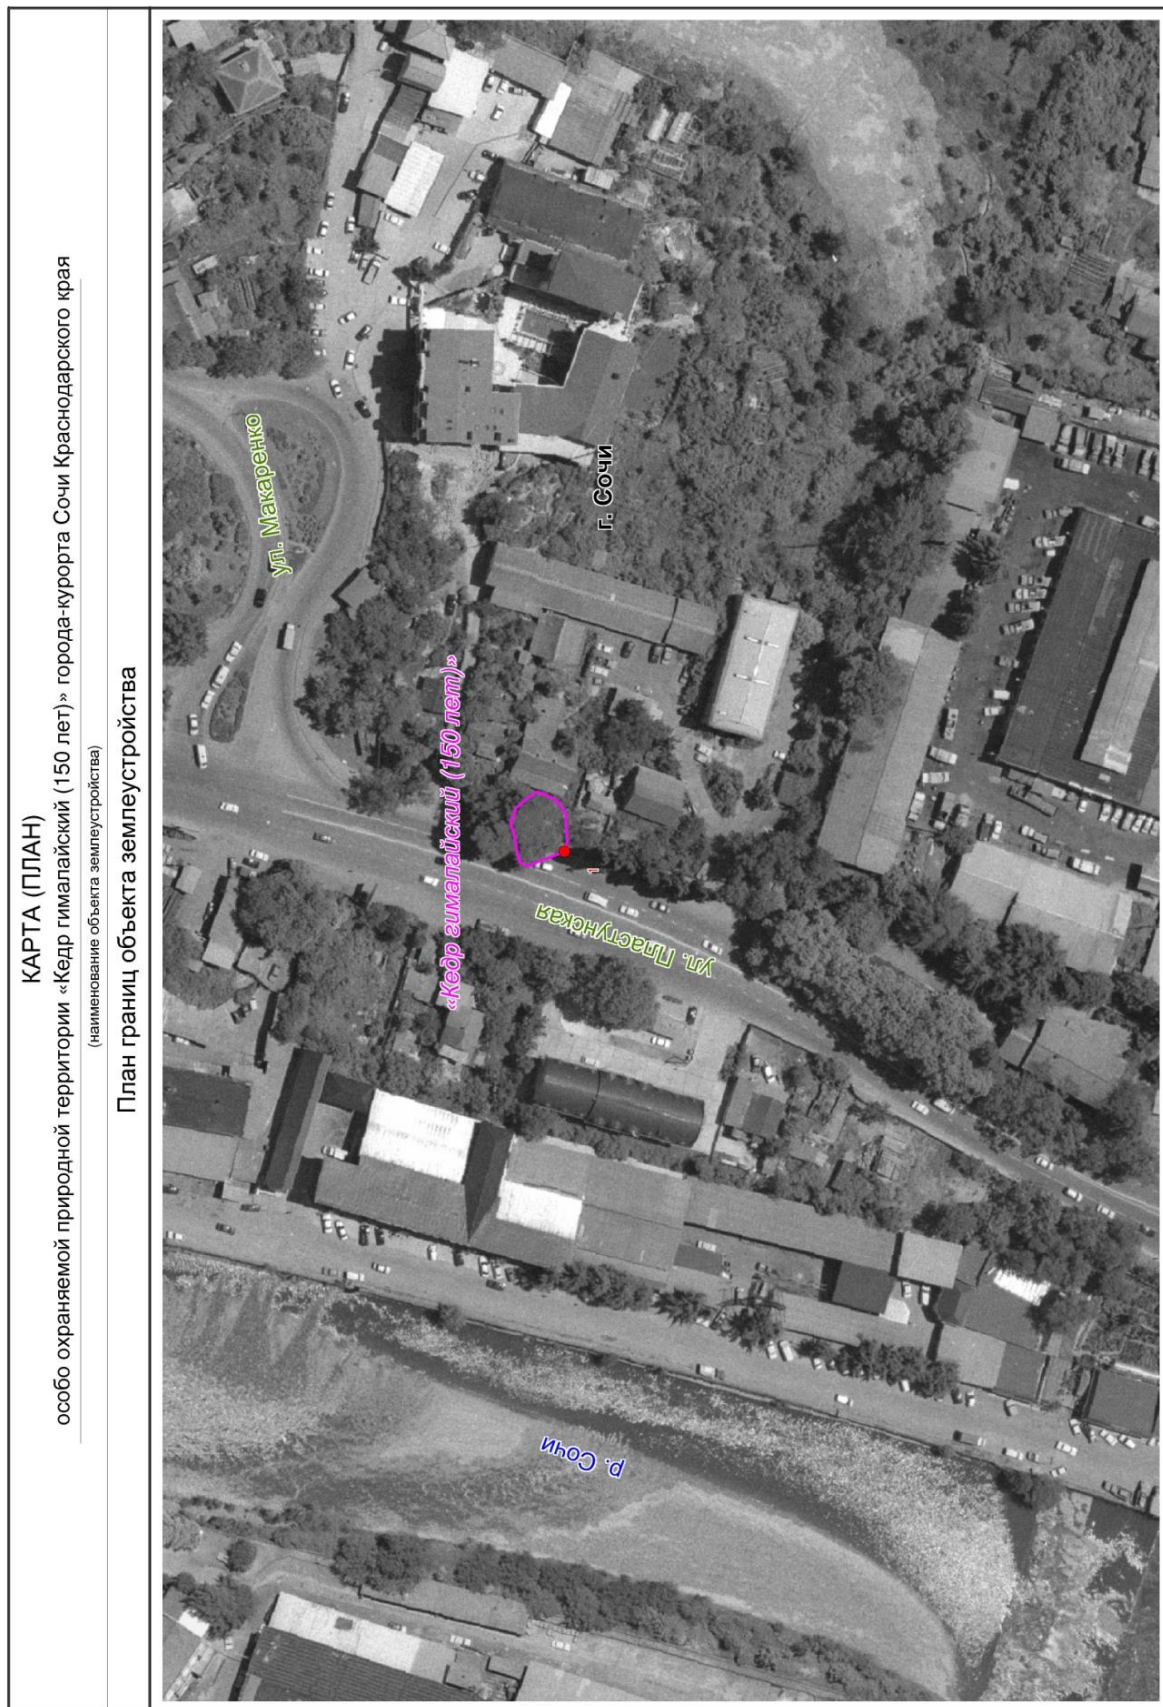 КАРТА (ПЛАН)
особо охраняемой природной территории «Кедр гималайский (150 лет)» города-курорта Сочи Краснодарского края
(наименование объекта землеустройства)
План границ объекта землеустройства
ул. Макаренко
«Кедр гималайский (150 лет)»
г. Сочи
1
ул. Пластунская
р. Сочи